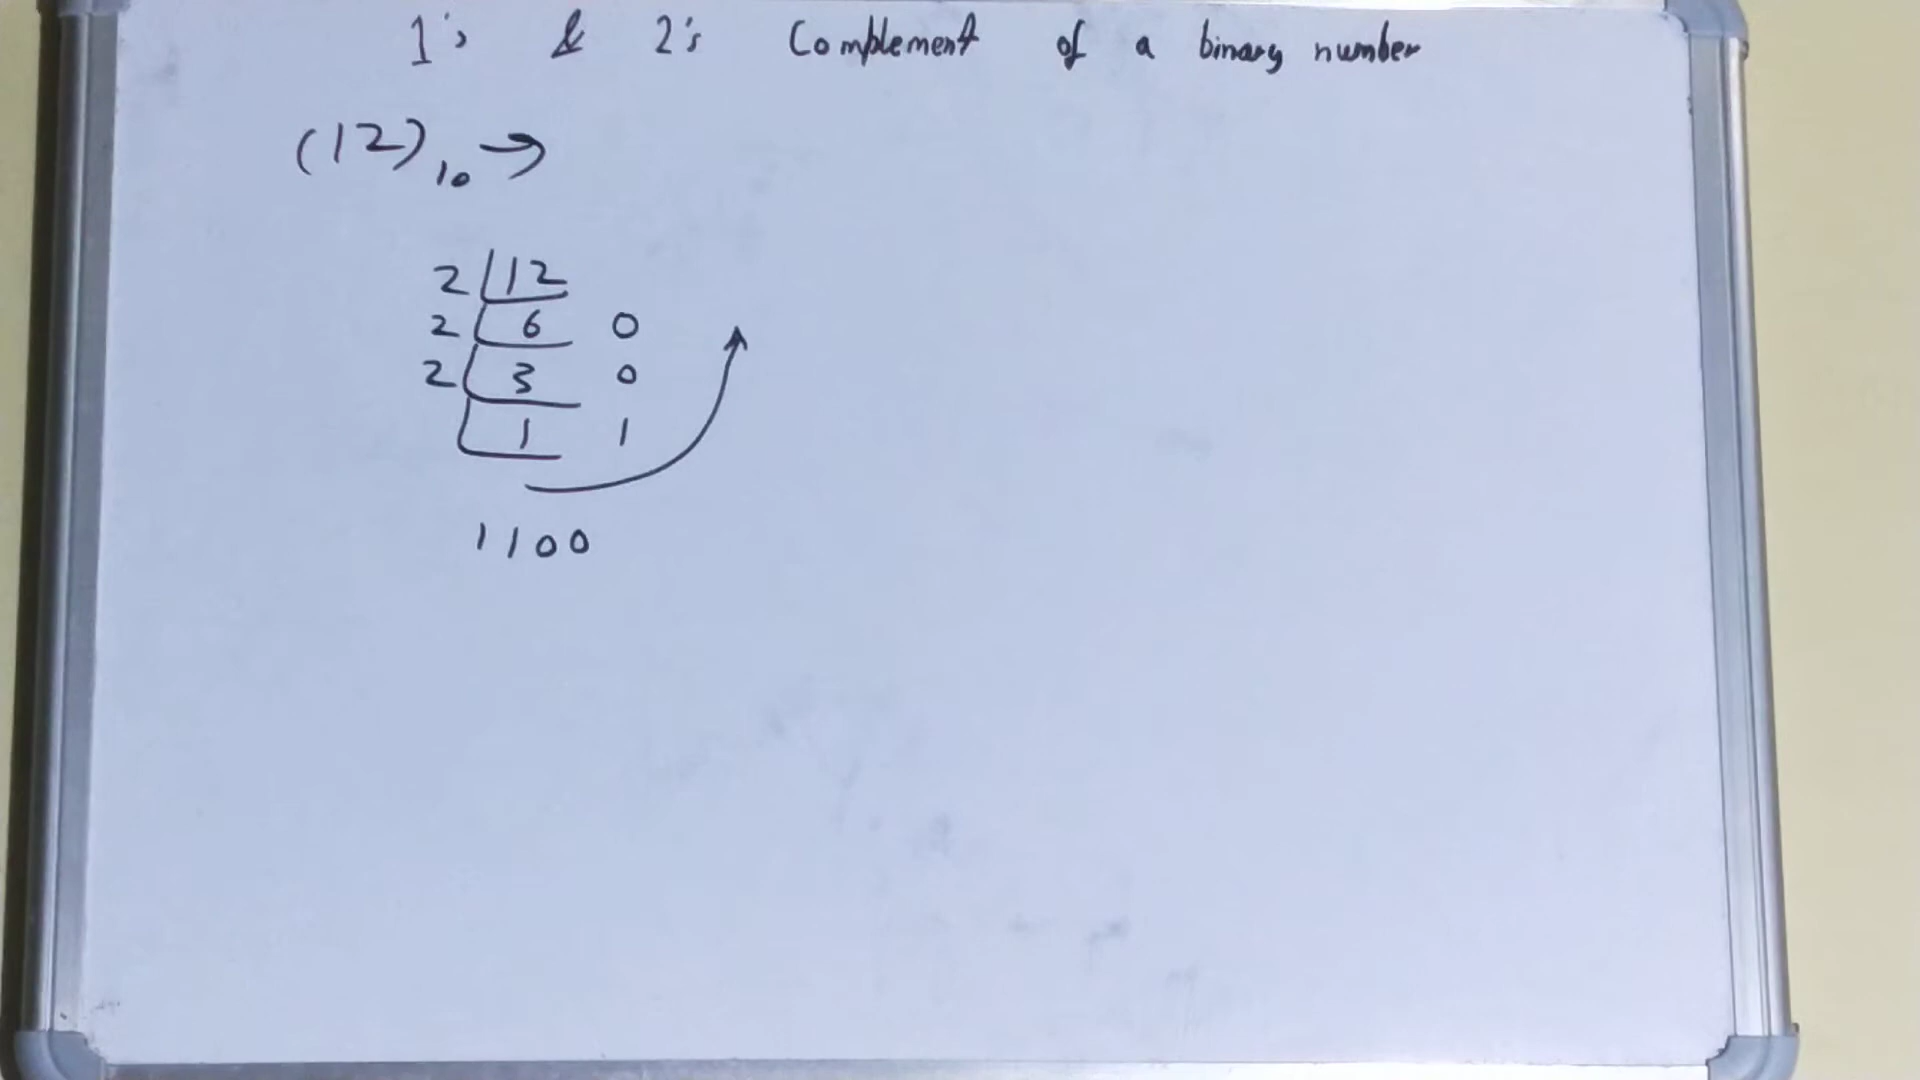 1's & 2's Complement of a binary number
(12)10 →
2 | 12
2 | 6 0
2 | 3 0
1 1
1100